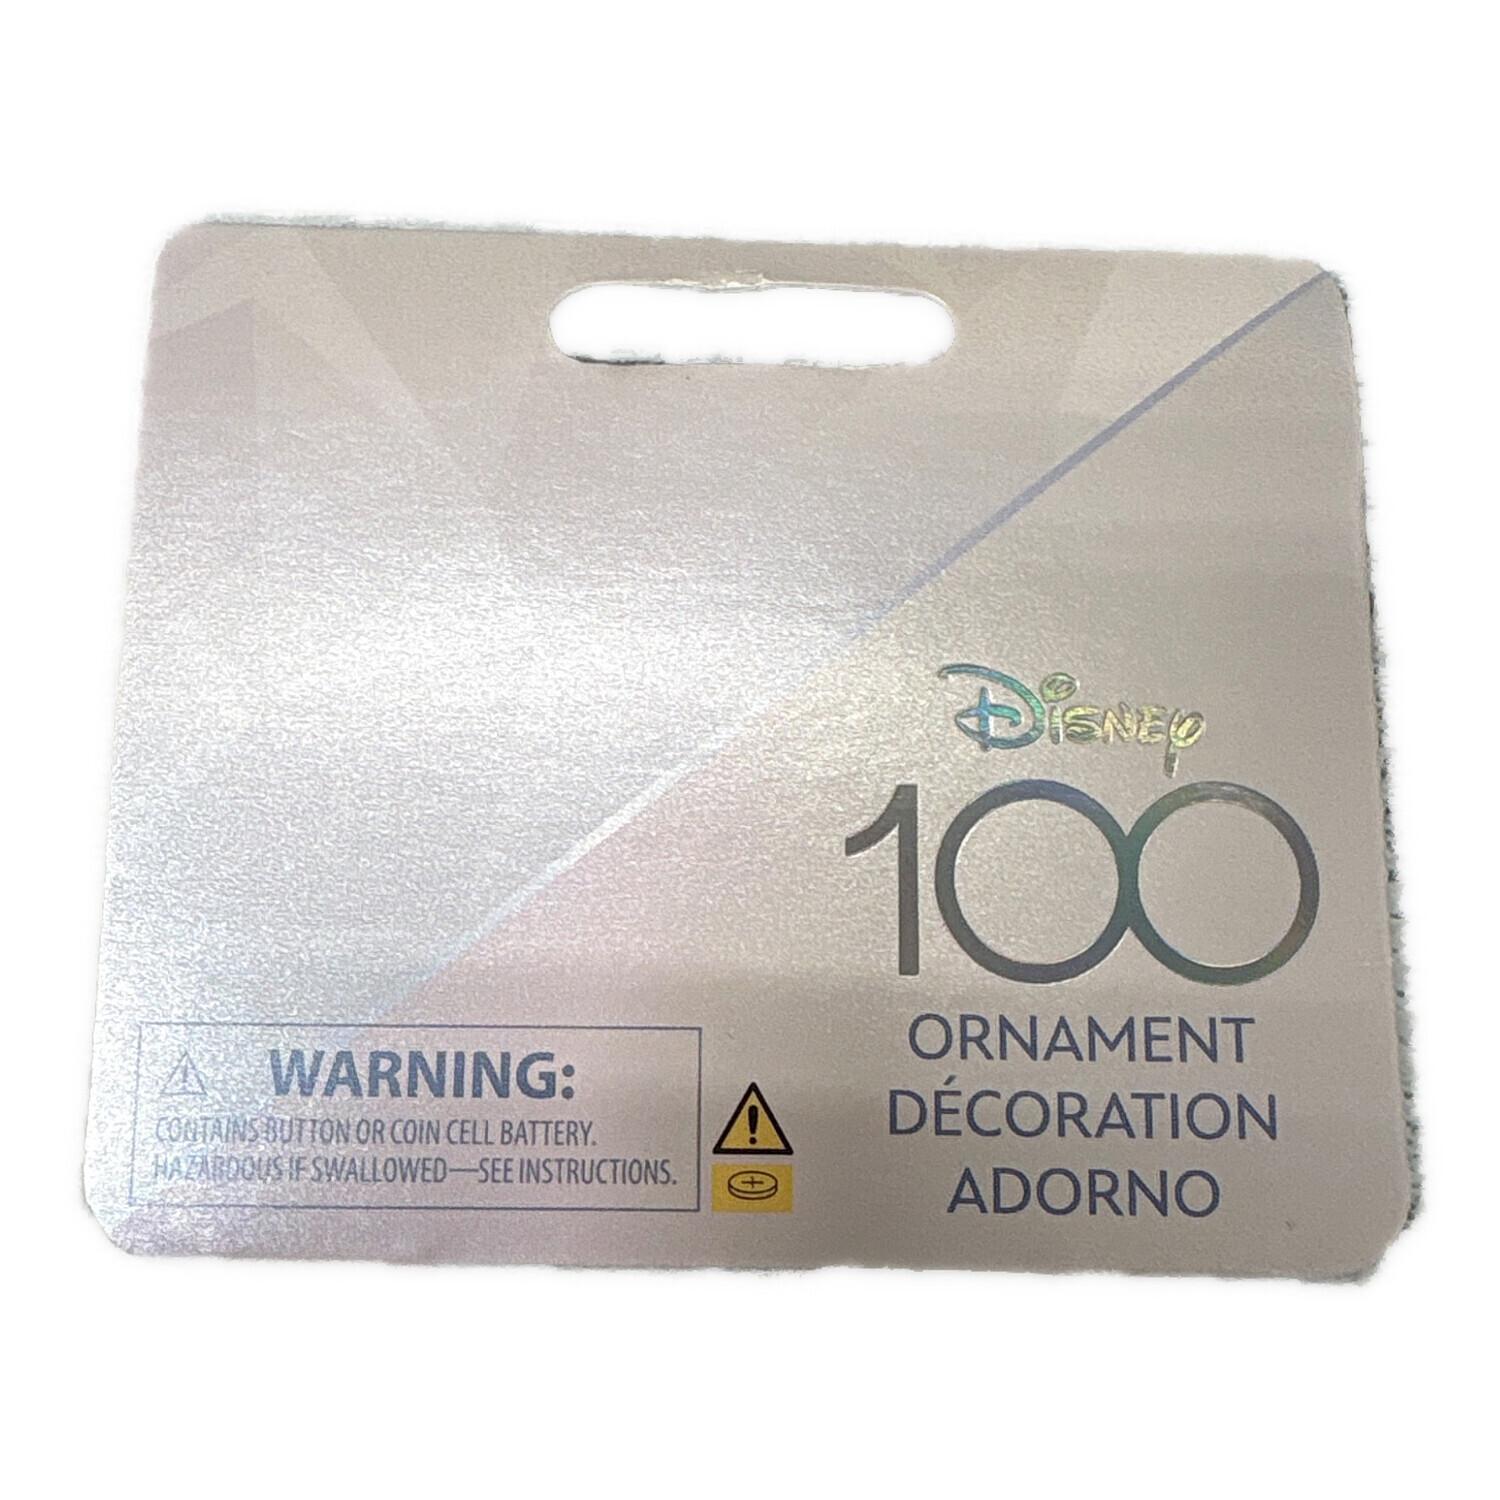 Disney
100
ORNAMENT
DÉCORATION
ADORNO
WARNING:
CONTAINS BUTTON OR COIN CELL BATTERY.
HAZARDOUS IF SWALLOWED—SEE INSTRUCTIONS.